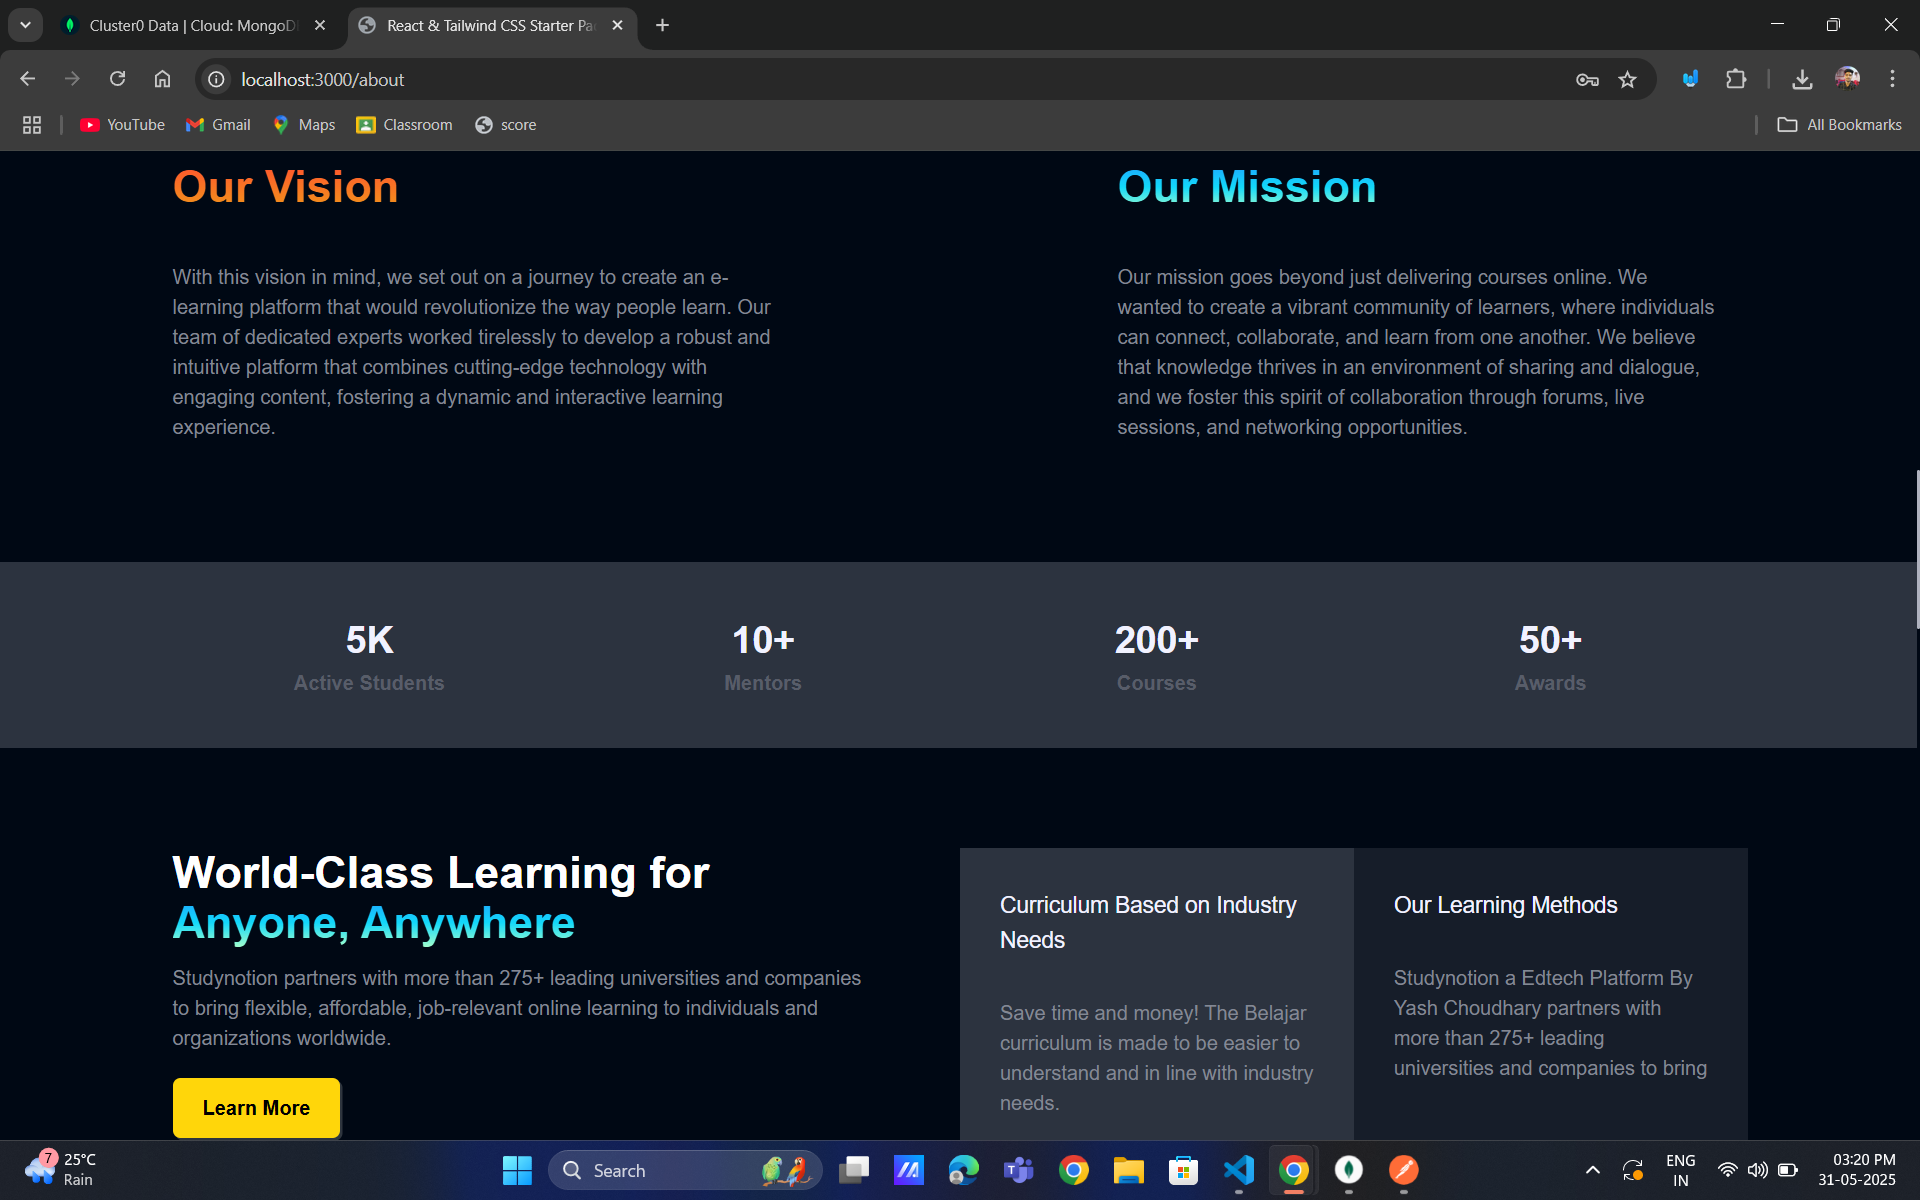 Cluster0 Data | Cloud: MongoD
React & Tailwind CSS Starter Pa
localhost:3000/about
YouTube
Gmail
Maps
Classroom
score
All Bookmarks
Our Vision
With this vision in mind, we set out on a journey to create an e-
learning platform that would revolutionize the way people learn. Our
team of dedicated experts worked tirelessly to develop a robust and
intuitive platform that combines cutting-edge technology with
engaging content, fostering a dynamic and interactive learning
experience.
Our Mission
Our mission goes beyond just delivering courses online. We
wanted to create a vibrant community of learners, where individuals
can connect, collaborate, and learn from one another. We believe
that knowledge thrives in an environment of sharing and dialogue,
and we foster this spirit of collaboration through forums, live
sessions, and networking opportunities.
5K
Active Students
10+
Mentors
200+
Courses
50+
Awards
World-Class Learning for
Anyone, Anywhere
Studynotion partners with more than 275+ leading universities and companies
to bring flexible, affordable, job-relevant online learning to individuals and
organizations worldwide.
Learn More
Curriculum Based on Industry
Needs
Save time and money! The Belajar
curriculum is made to be easier to
understand and in line with industry
needs.
Our Learning Methods
Studynotion a Edtech Platform By
Yash Choudhary partners with
more than 275+ leading
universities and companies to bring
7
25°C
Rain
Search
ENG
IN
03:20 PM
31-05-2025